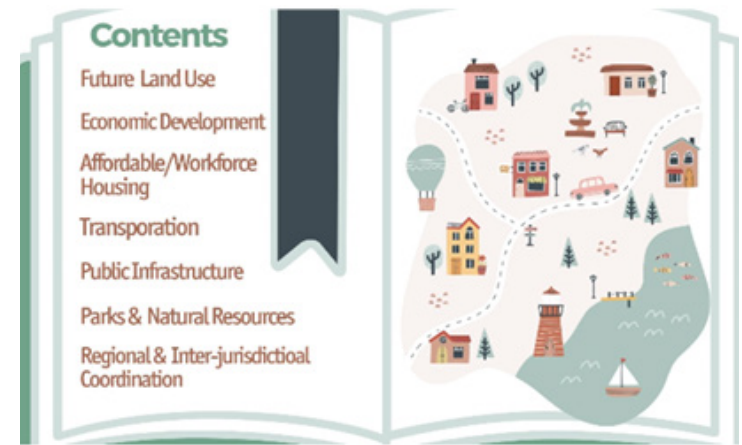 Contents
Future Land Use
Economic Development
Affordable/Workforce
Housing
Transporation
Public Infrastructure
Parks & Natural Resources
Regional & Inter-jurisdictioal
Coordination